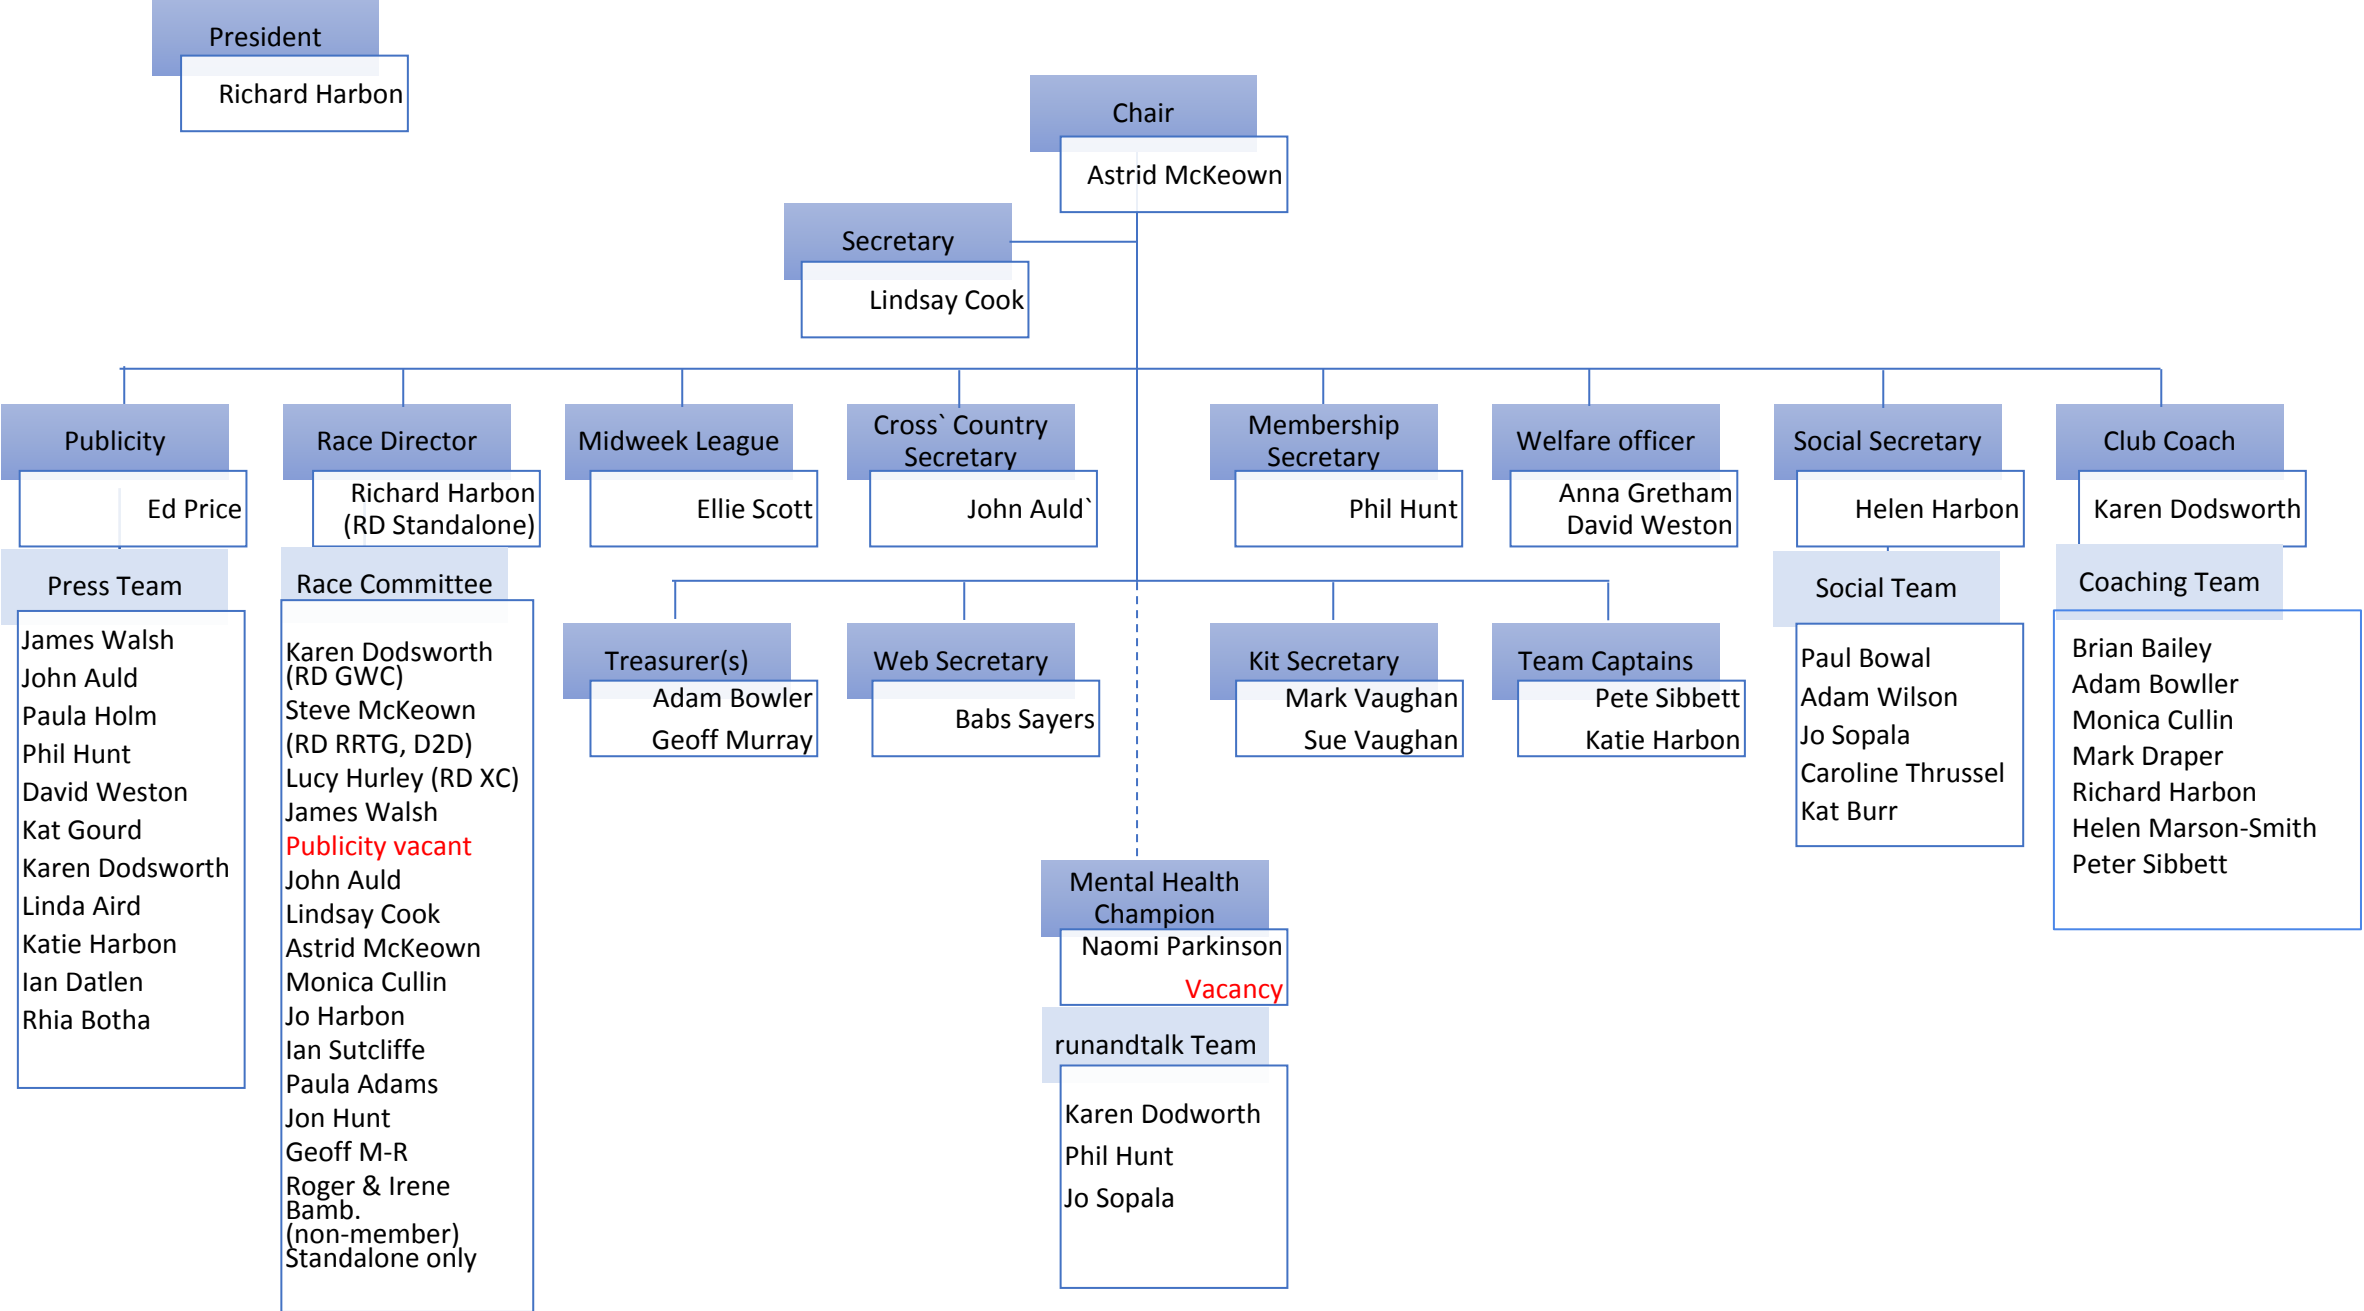 President
Richard Harbon
Chair
Astrid McKeown
Secretary
Lindsay Cook
Publicity
Ed Price
Press Team
James Walsh
John Auld
Paula Holm
Phil Hunt
David Weston
Kat Gourd
Karen Dodsworth
Linda Aird
Katie Harbon
Ian Datlen
Rhia Botha
Race Director
Richard Harbon
(RD Standalone)
Race Committee
Karen Dodsworth
(RD GWC)
Steve McKeown
(RD RRTG, D2D)
Lucy Hurley (RD XC)
James Walsh
Publicity vacant
John Auld
Lindsay Cook
Astrid McKeown
Monica Cullin
Jo Harbon
Ian Sutcliffe
Paula Adams
Jon Hunt
Geoff M-R
Roger & Irene
Bamb.
(non-member)
Standalone only
Midweek League
Ellie Scott
Cross` Country
Secretary
John Auld`
Membership
Secretary
Phil Hunt
Welfare officer
Anna Gretham
David Weston
Social Secretary
Helen Harbon
Social Team
Paul Bowal
Adam Wilson
Jo Sopala
Caroline Thrussel
Kat Burr
Club Coach
Karen Dodsworth
Coaching Team
Brian Bailey
Adam Bowller
Monica Cullin
Mark Draper
Richard Harbon
Helen Marson-Smith
Peter Sibbett
Treasurer(s)
Adam Bowler
Geoff Murray
Web Secretary
Babs Sayers
Kit Secretary
Mark Vaughan
Sue Vaughan
Team Captains
Pete Sibbett
Katie Harbon
Mental Health
Champion
Naomi Parkinson
Vacancy
runandtalk Team
Karen Dodworth
Phil Hunt
Jo Sopala